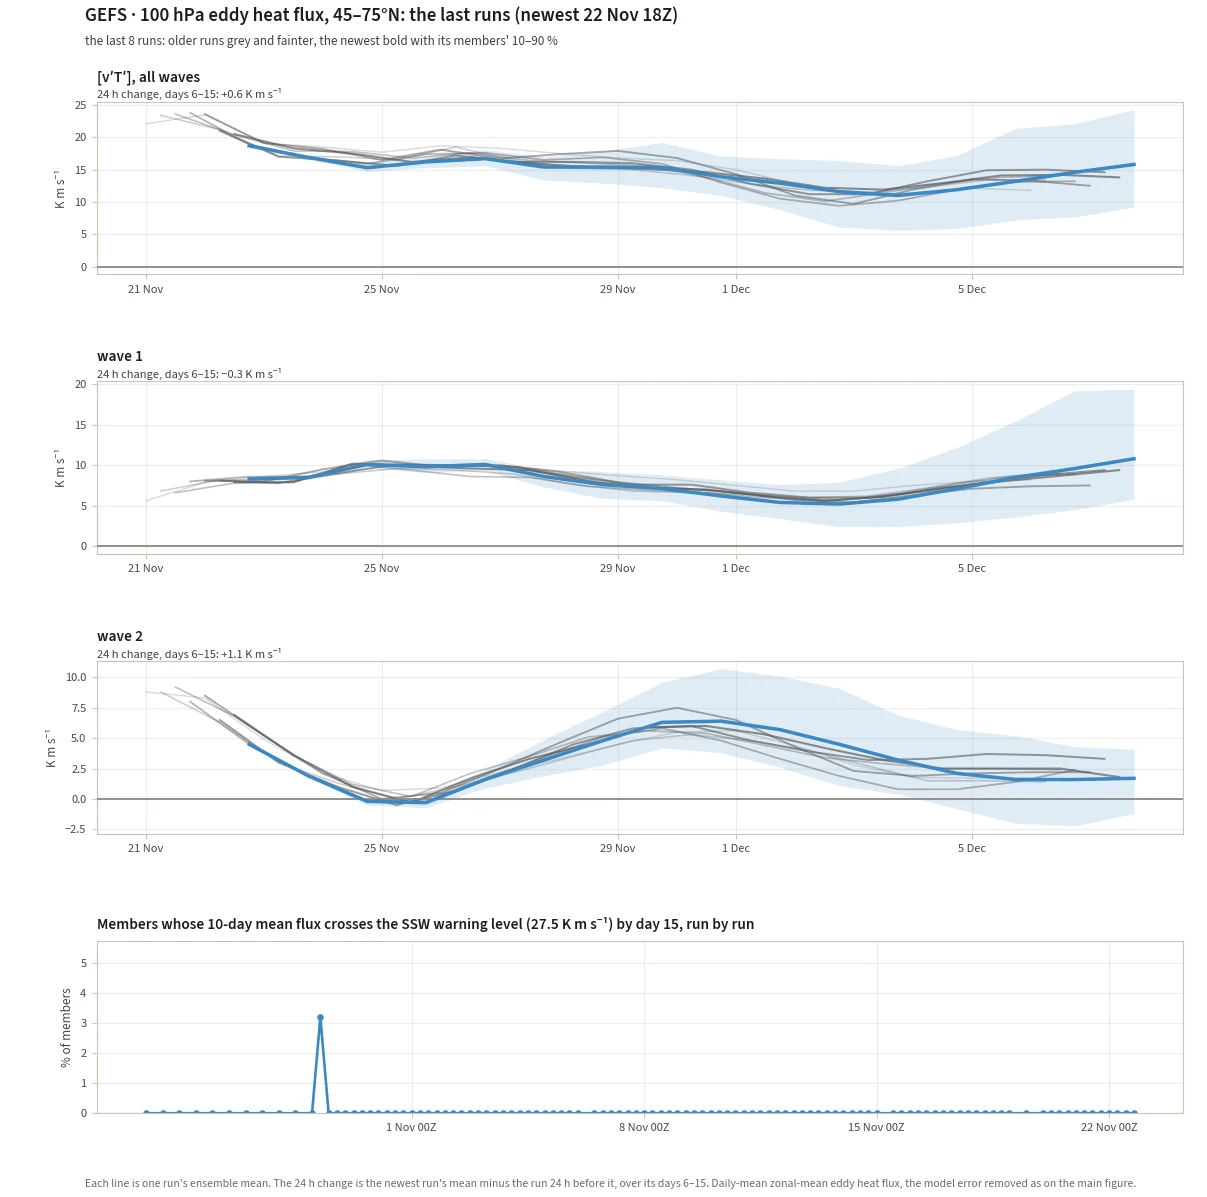 GEFS · 100 hPa eddy heat flux, 45–75°N: the last runs (newest 22 Nov 18Z)
the last 8 runs: older runs grey and fainter, the newest bold with its members' 10–90 %
[v′T′], all waves
24 h change, days 6–15: +0.6 K m s⁻¹
25
20
15
10
5
0
K m s⁻¹
21 Nov 25 Nov 29 Nov 1 Dec 5 Dec
wave 1
24 h change, days 6–15: −0.3 K m s⁻¹
20
15
10
5
0
K m s⁻¹
21 Nov 25 Nov 29 Nov 1 Dec 5 Dec
wave 2
24 h change, days 6–15: +1.1 K m s⁻¹
10.0
7.5
5.0
2.5
0.0
−2.5
K m s⁻¹
21 Nov 25 Nov 29 Nov 1 Dec 5 Dec
Members whose 10-day mean flux crosses the SSW warning level (27.5 K m s⁻¹) by day 15, run by run
5
4
3
2
1
0
% of members
1 Nov 00Z 8 Nov 00Z 15 Nov 00Z 22 Nov 00Z
Each line is one run's ensemble mean. The 24 h change is the newest run's mean minus the run 24 h before it, over its days 6–15. Daily-mean zonal-mean eddy heat flux, the model error removed as on the main figure.